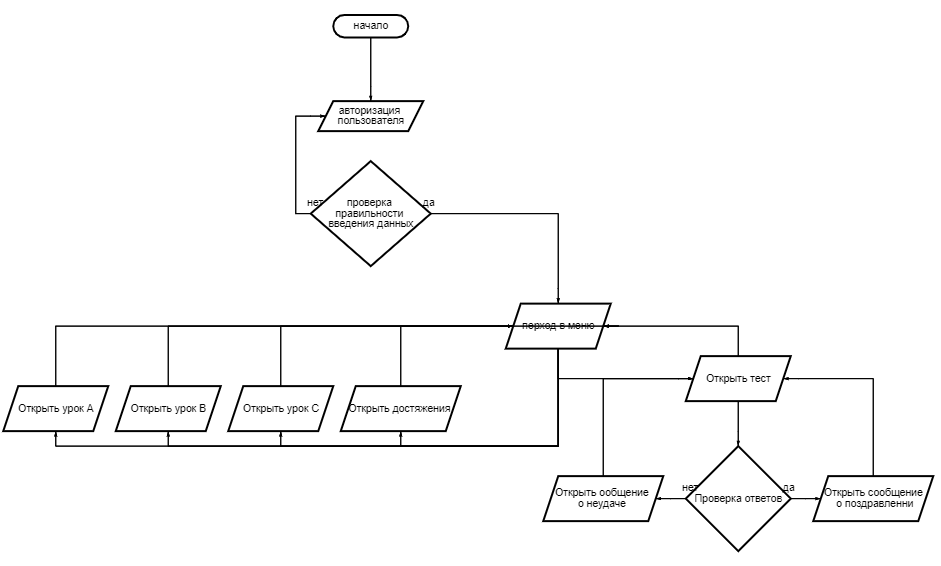 начало
авторизация
пользователя
нет
да
проверка
правильности
введения данных
перход в меню
Открыть тест
Открыть урок А
Открыть урок В
Открыть урок С
Открыть достяжения
нет
да
Открыть ообщение
о неудаче
Проверка ответов
Открыть сообщение
о поздравленни